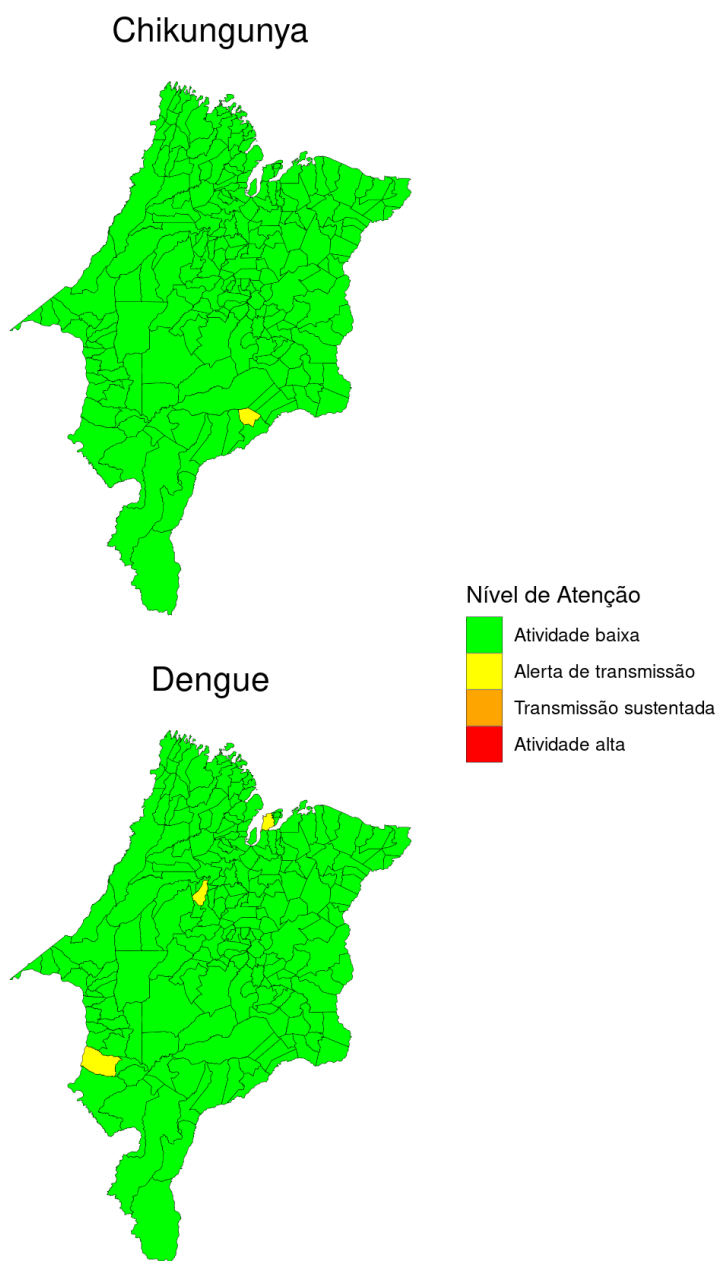 Chikungunya
Nível de Atenção
Atividade baixa
Alerta de transmissão
Transmissão sustentada
Atividade alta
Dengue